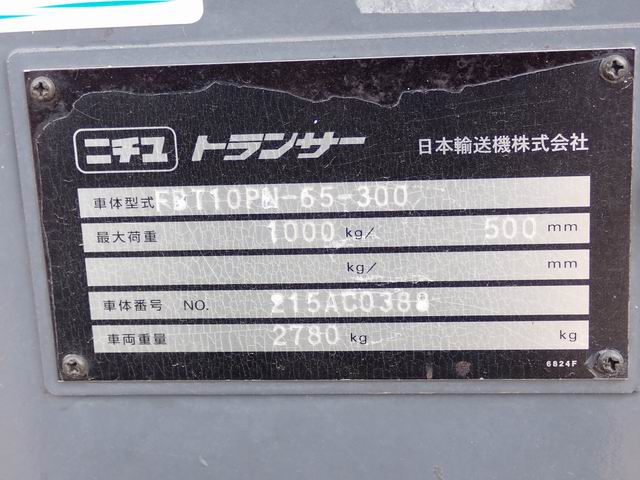 ニチユ トランサー 日本輸送機株式会社
車体型式 FBT10PN-65-300
最大荷重 1000 kg/ 500 mm
kg/ mm
車体番号 NO.
車両重量 2780 kg kg
6824F